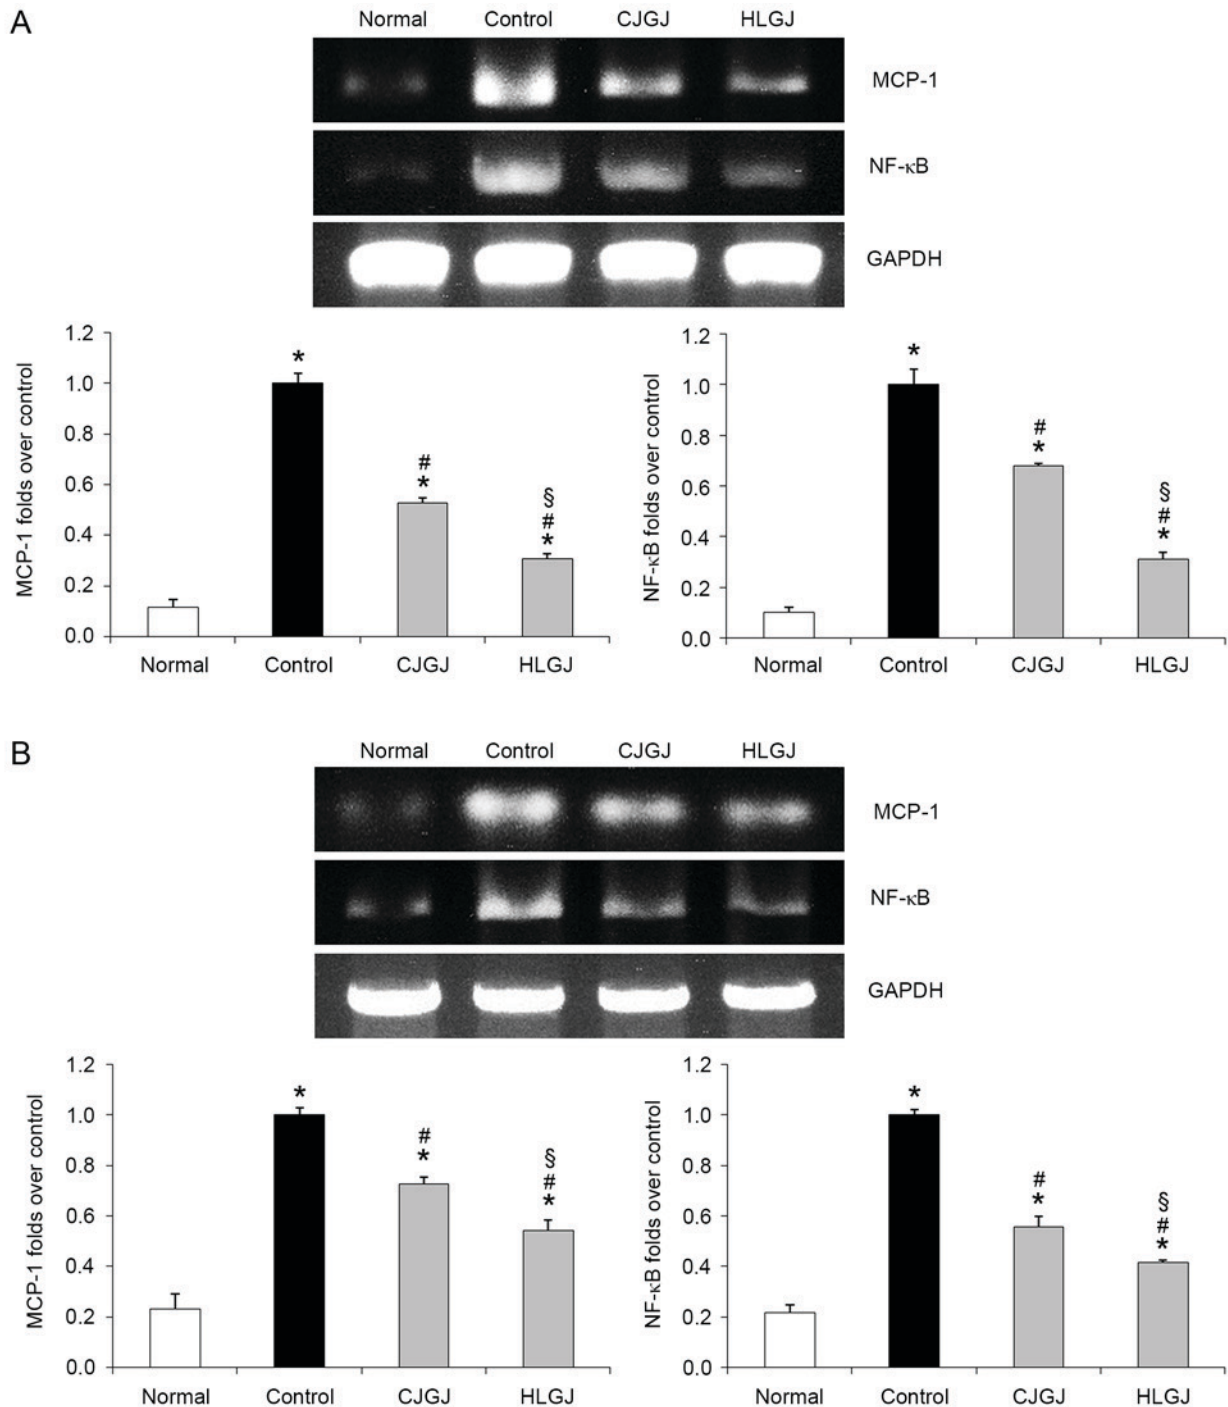 A
Normal Control CJGJ HLGJ
MCP-1
NF-κB
GAPDH
MCP-1 folds over control
1.2
1.0
0.8
0.6
0.4
0.2
0.0
*
#
*
§
#
*
Normal Control CJGJ HLGJ
NF-κB folds over control
1.2
1.0
0.8
0.6
0.4
0.2
0.0
*
#
*
§
#
*
Normal Control CJGJ HLGJ
B
Normal Control CJGJ HLGJ
MCP-1
NF-κB
GAPDH
MCP-1 folds over control
1.2
1.0
0.8
0.6
0.4
0.2
0.0
*
#
*
§
#
*
Normal Control CJGJ HLGJ
NF-κB folds over control
1.2
1.0
0.8
0.6
0.4
0.2
0.0
*
#
*
§
#
*
Normal Control CJGJ HLGJ